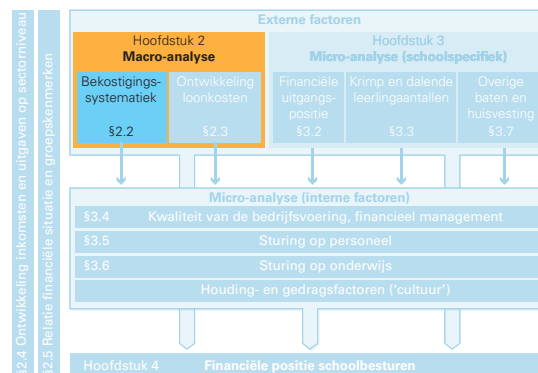 §2.4 Ontwikkeling inkomsten en uitgaven op sectorniveau
§2.5 Relatie financiële situatie en groepskenmerken
Externe factoren
Hoofdstuk 2
Macro-analyse
Bekostigings-
systematiek
§2.2
Ontwikkeling
loonkosten
§2.3
Hoofdstuk 3
Micro-analyse (schoolspecifiek)
Financiële
uitgangs-
positie
§3.2
Krimp en dalende
leerlingaantallen
§3.3
Overige
baten en
huisvesting
§3.7
Micro-analyse (interne factoren)
§3.4 Kwaliteit van de bedrijfsvoering, financieel management
§3.5 Sturing op personeel
§3.6 Sturing op onderwijs
Houding- en gedragsfactoren (‘cultuur’)
Hoofdstuk 4 Financiële positie schoolbesturen